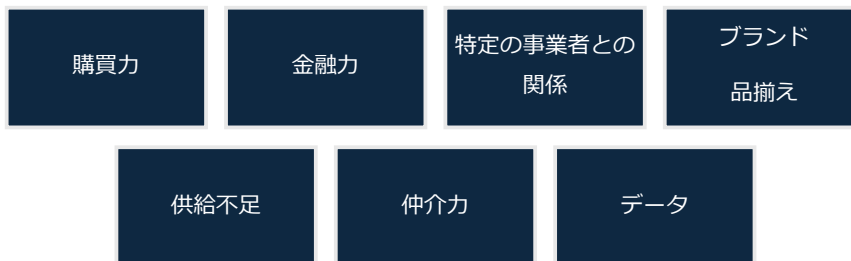 購買力
金融力
特定の事業者との
関係
ブランド
品揃え
供給不足
仲介力
データ